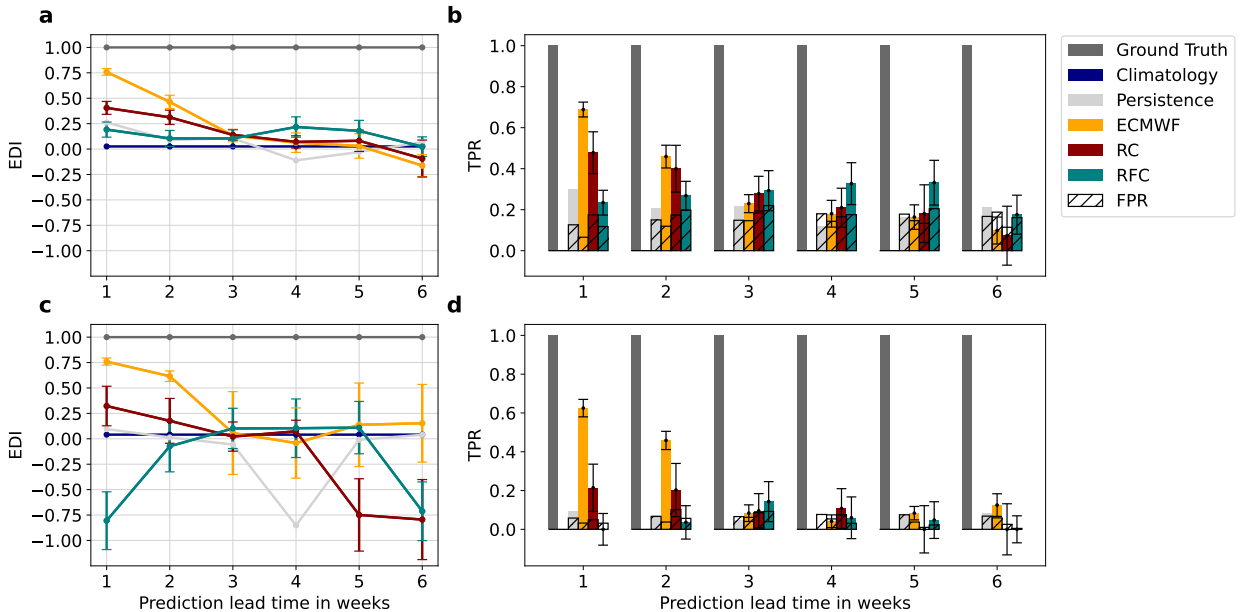 a
b
EDI
1.00
0.75
0.50
0.25
0.00
−0.25
−0.50
−0.75
−1.00
1 2 3 4 5 6
TPR
1.0
0.8
0.6
0.4
0.2
0.0
1 2 3 4 5 6
Ground Truth
Climatology
Persistence
ECMWF
RC
RFC
FPR
c
d
EDI
1.00
0.75
0.50
0.25
0.00
−0.25
−0.50
−0.75
−1.00
1 2 3 4 5 6
Prediction lead time in weeks
TPR
1.0
0.8
0.6
0.4
0.2
0.0
1 2 3 4 5 6
Prediction lead time in weeks